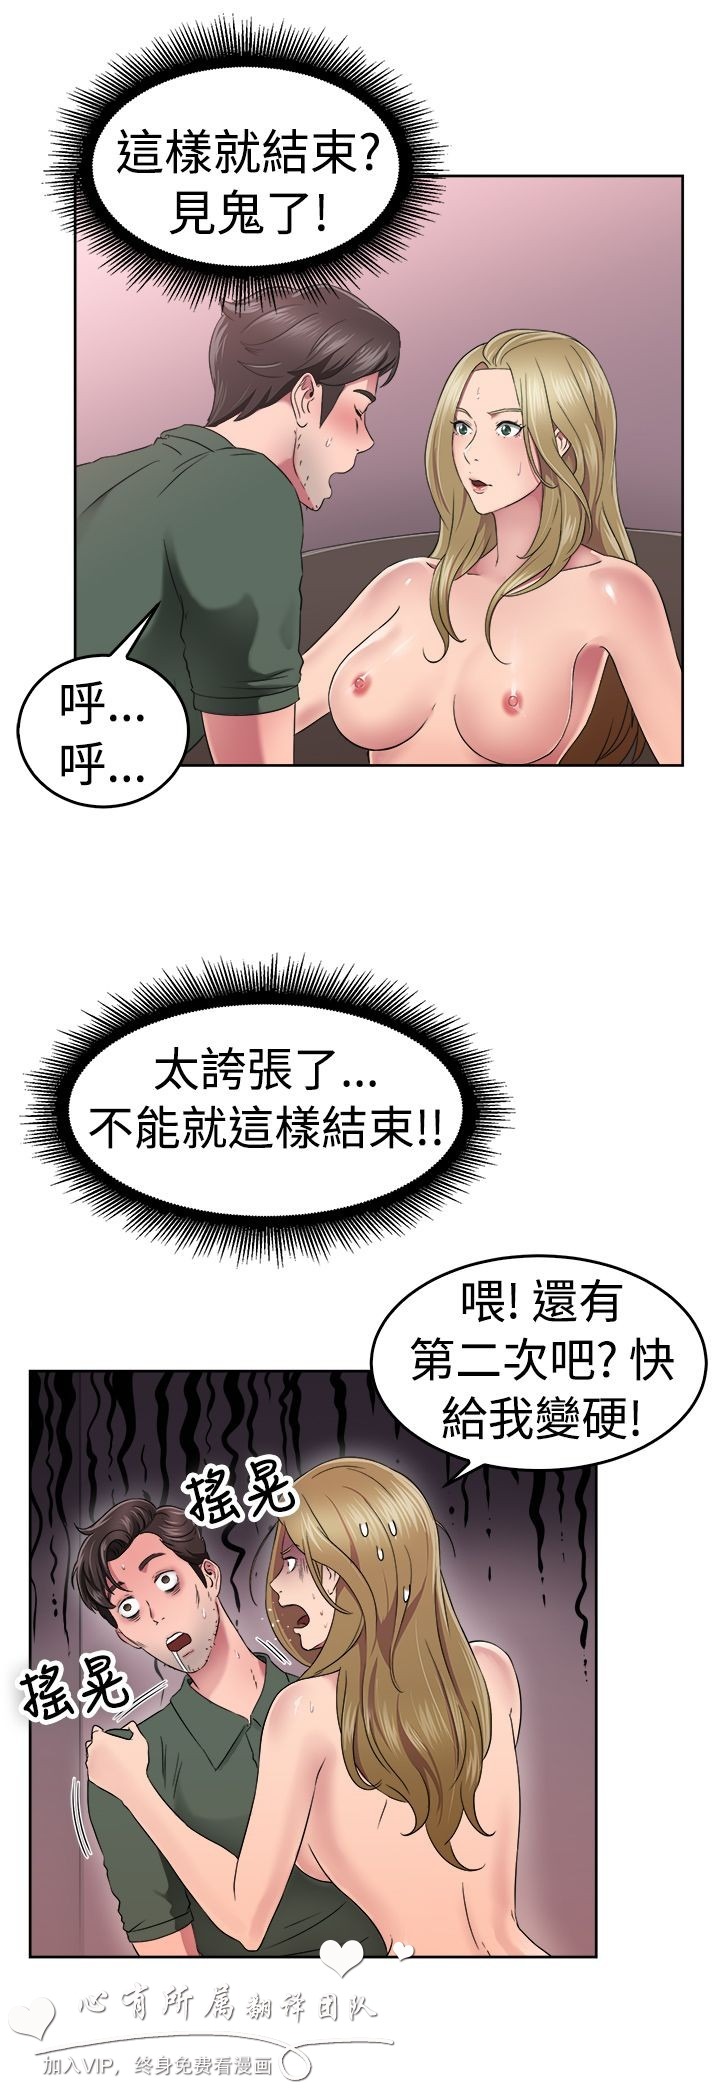 這樣就結束?
見鬼了!
呼...
呼...
太誇張了...
不能就這樣結束!!
喂! 還有
第二次吧? 快
給我變硬!
搖晃
搖晃
心有所属翻译团队
加入VIP，终身免费看漫画